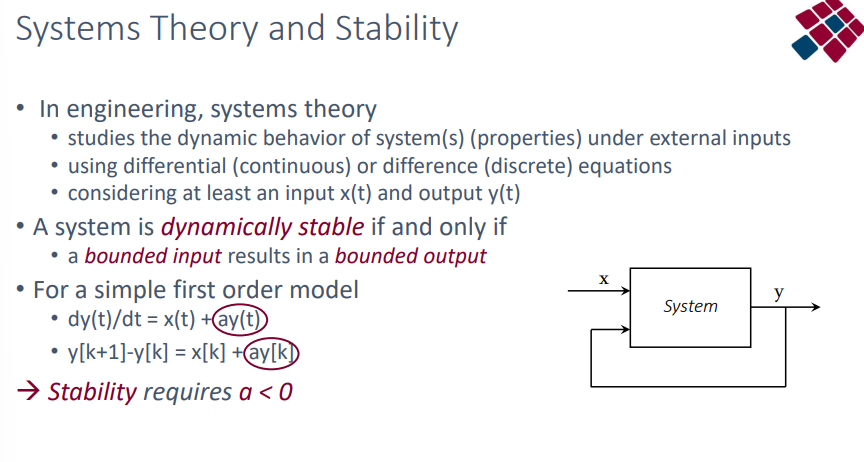 Systems Theory and Stability
• In engineering, systems theory
• studies the dynamic behavior of system(s) (properties) under external inputs
• using differential (continuous) or difference (discrete) equations
• considering at least an input x(t) and output y(t)
• A system is dynamically stable if and only if
• a bounded input results in a bounded output
• For a simple first order model
• dy(t)/dt = x(t) +ay(t)
• y[k+1]-y[k] = x[k] +ay[k]
→ Stability requires a < 0
x
System
y